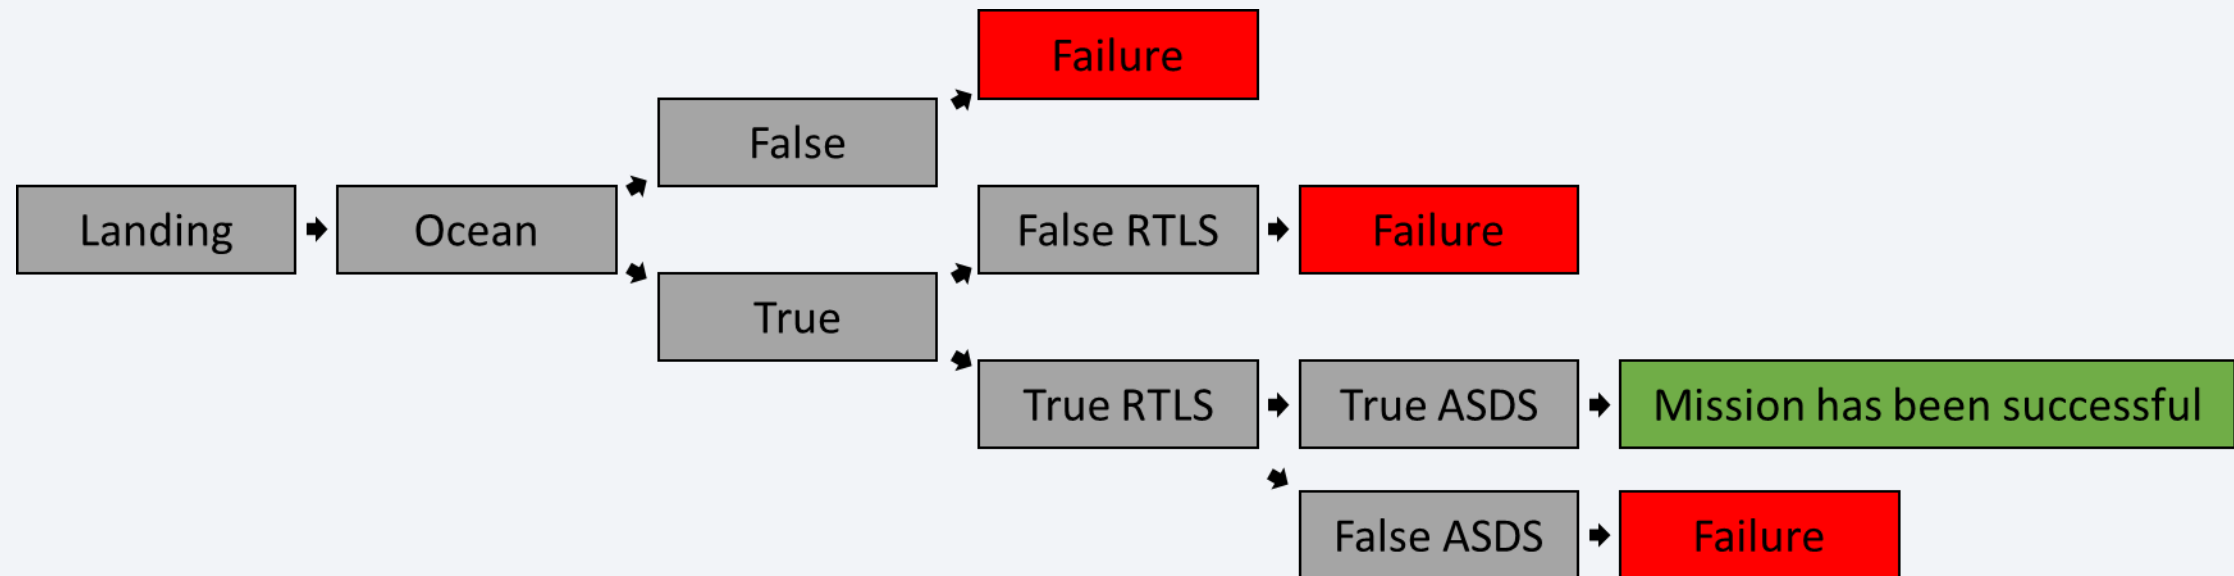 Failure
False
Landing
Ocean
False RTLS
Failure
True
True RTLS
True ASDS
Mission has been successful
False ASDS
Failure